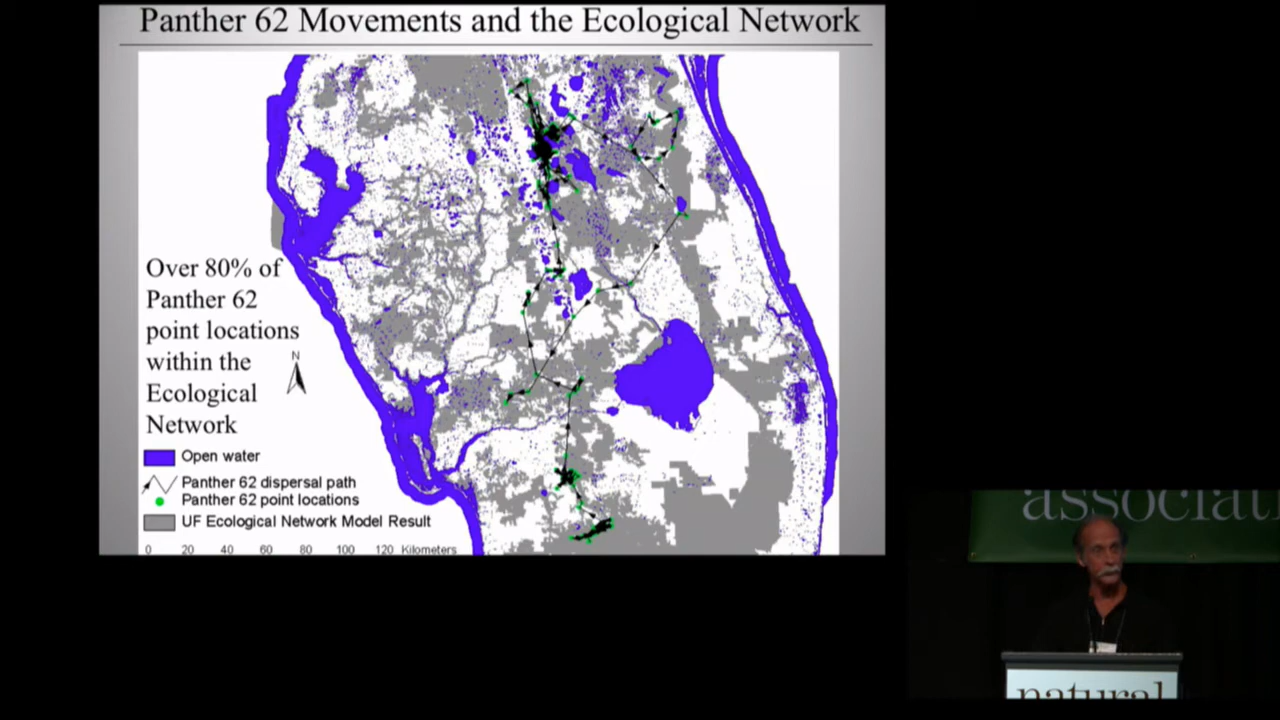 Panther 62 Movements and the Ecological Network
Over 80% of
Panther 62
point locations
within the
Ecological
Network
N
Open water
Panther 62 dispersal path
Panther 62 point locations
UF Ecological Network Model Result
0 20 40 60 80 100 120 Kilometers
associati
natural